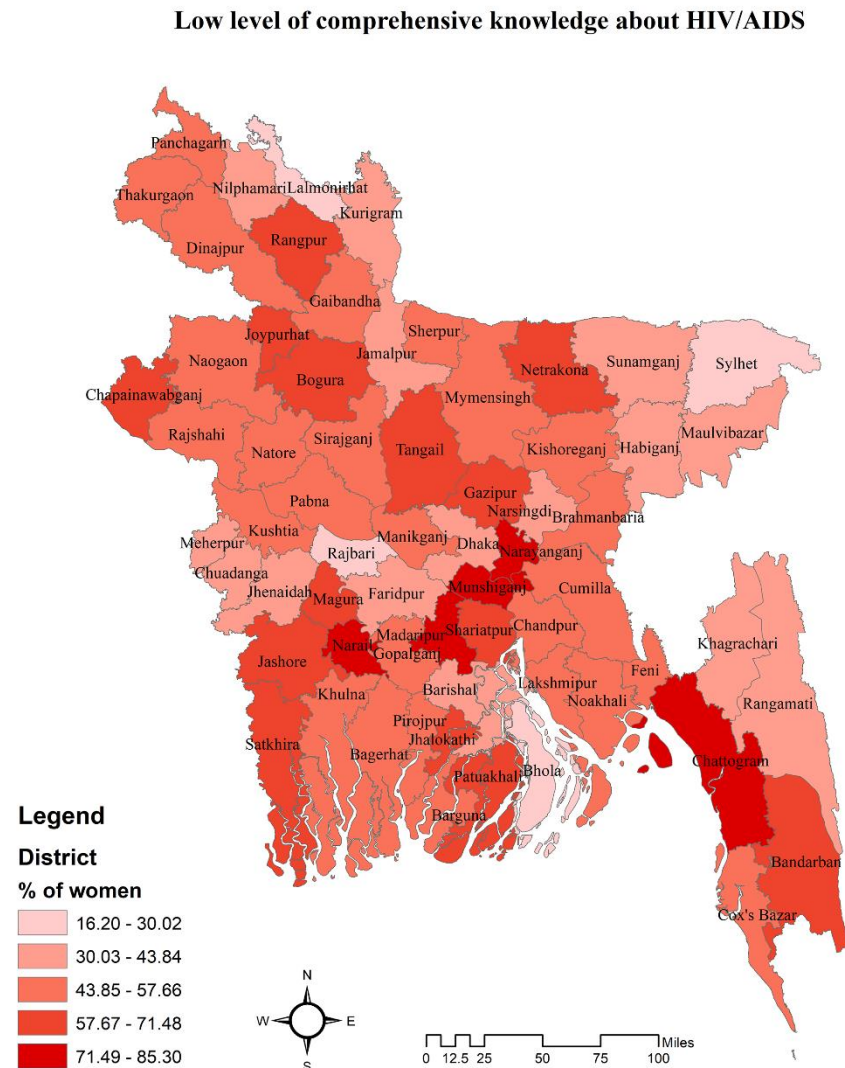 Low level of comprehensive knowledge about HIV/AIDS
Panchagarh
Thakurgaon
Nilphamari
Lalmonirhat
Kurigram
Dinajpur
Rangpur
Gaibandha
Joypurhat
Sherpur
Jamalpur
Naogaon
Bogura
Netrakona
Sunamganj
Sylhet
Chapainawabganj
Mymensingh
Rajshahi
Natore
Sirajganj
Tangail
Kishoreganj
Habiganj
Maulvibazar
Gazipur
Pabna
Narsingdi
Brahmanbaria
Kushtia
Manikganj
Meherpur
Rajbari
Dhaka
Narayanganj
Chuadanga
Jhenaidah
Magura
Faridpur
Munshiganj
Cumilla
Narail
Madaripur
Shariatpur
Chandpur
Gopalganj
Jashore
Khagrachari
Feni
Khulna
Barishal
Lakshmipur
Noakhali
Rangamati
Pirojpur
Jhalokathi
Satkhira
Bagerhat
Chattogram
Patuakhali
Bhola
Barguna
Bandarban
Cox's Bazar
Legend
District
% of women
16.20 - 30.02
30.03 - 43.84
43.85 - 57.66
57.67 - 71.48
71.49 - 85.30
N
W
E
S
Miles
0 12.5 25 50 75 100